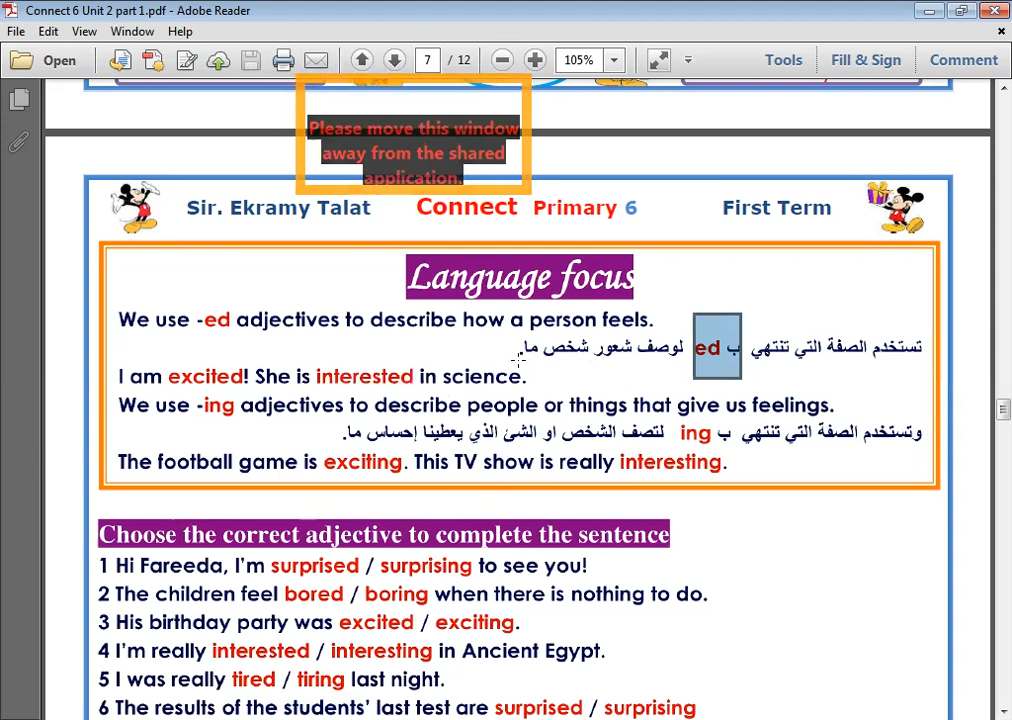 Connect 6 Unit 2 part 1.pdf - Adobe Reader
File Edit View Window Help
Open 7 / 12 105% Tools Fill & Sign Comment
Please move this window
away from the shared
application.
Sir. Ekramy Talat Connect Primary 6 First Term
Language focus
We use -ed adjectives to describe how a person feels.
تستخدم الصفة التي تنتهي ب ed لوصف شعور شخص ما.
I am excited! She is interested in science.
We use -ing adjectives to describe people or things that give us feelings.
وتستخدم الصفة التي تنتهي ب ing لتصف الشخص او الشئ الذي يعطينا إحساس ما.
The football game is exciting. This TV show is really interesting.
Choose the correct adjective to complete the sentence
1 Hi Fareeda, I’m surprised / surprising to see you!
2 The children feel bored / boring when there is nothing to do.
3 His birthday party was excited / exciting.
4 I’m really interested / interesting in Ancient Egypt.
5 I was really tired / tiring last night.
6 The results of the students’ last test are surprised / surprising